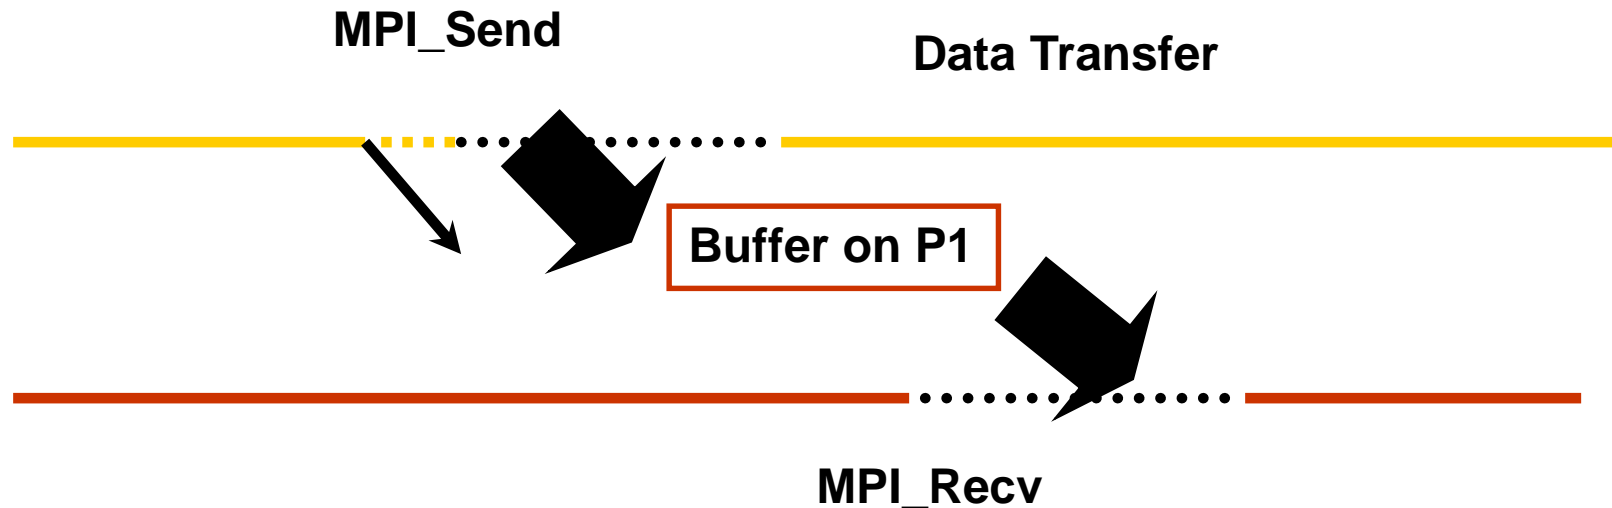 MPI_Send
Data Transfer
Buffer on P1
MPI_Recv